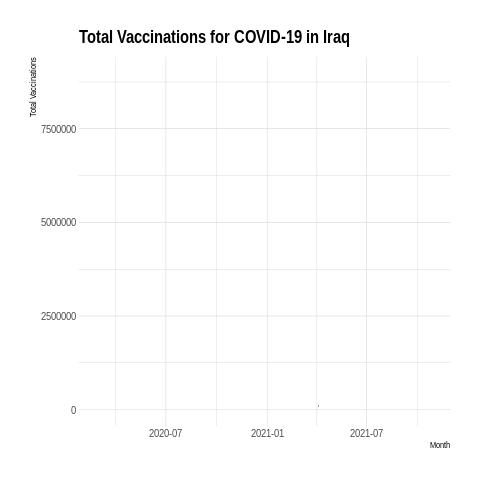 Total Vaccinations for COVID-19 in Iraq
Total Vaccinations
7500000
5000000
2500000
0
2020-07
2021-01
2021-07
Month